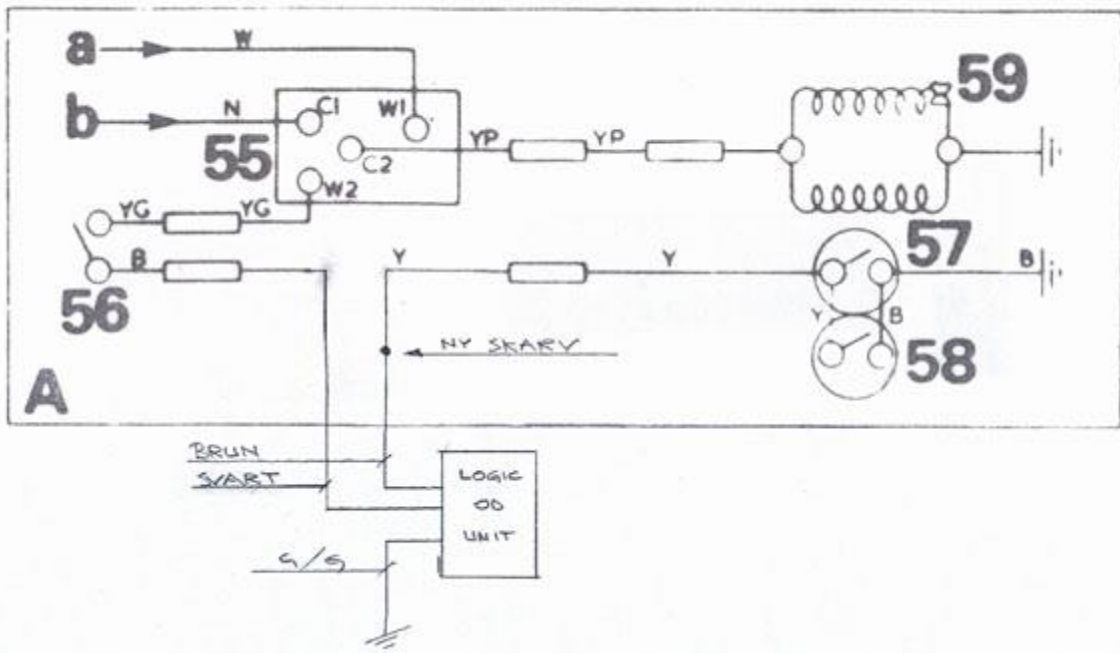 a W
59
b N C1 W1
55 YP YP
C2
W2
YG YG
57
B Y Y B
56
Y B
NY SKARV 58
A
BRUN
SVART
LOGIC
OD
UNIT
G/G